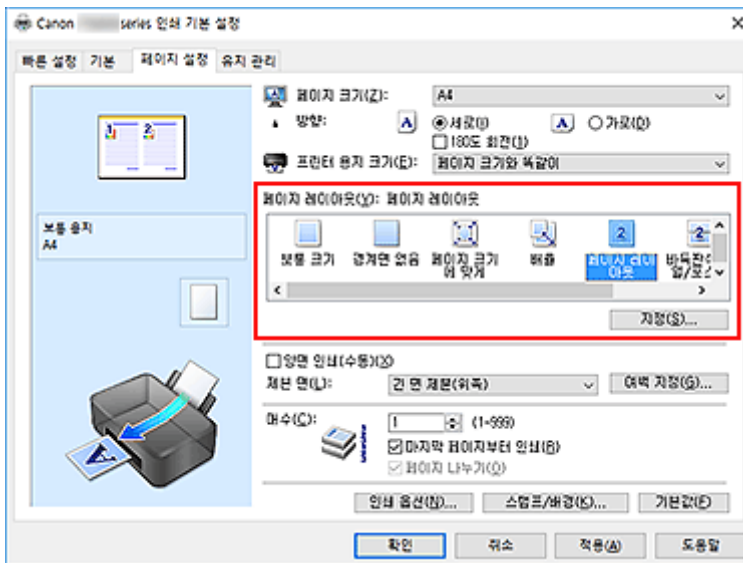 Canon series 인쇄 기본 설정
빠른 설정 기본 페이지 설정 유지 관리
페이지 크기(Z): A4
방향: A 세로(I) A 가로(O)
180도 회전(1)
프린터 용지 크기(E): 페이지 크기와 똑같이
페이지 레이아웃(Y): 페이지 레이아웃
보통 용지
A4
보통 크기 경계면 없음 페이지 크기에 맞게 배율 페이지 레이아웃
지정(S)...
양면 인쇄(수동)(X)
제본 면(L): 긴 면 제본(위쪽) 여백 지정(G)...
매수(C): 1 (1-999)
마지막 페이지부터 인쇄(R)
페이지 나누기(Q)
인쇄 옵션(N)... 스탬프/배경(K)... 기본값(F)
확인 취소 적용(A) 도움말